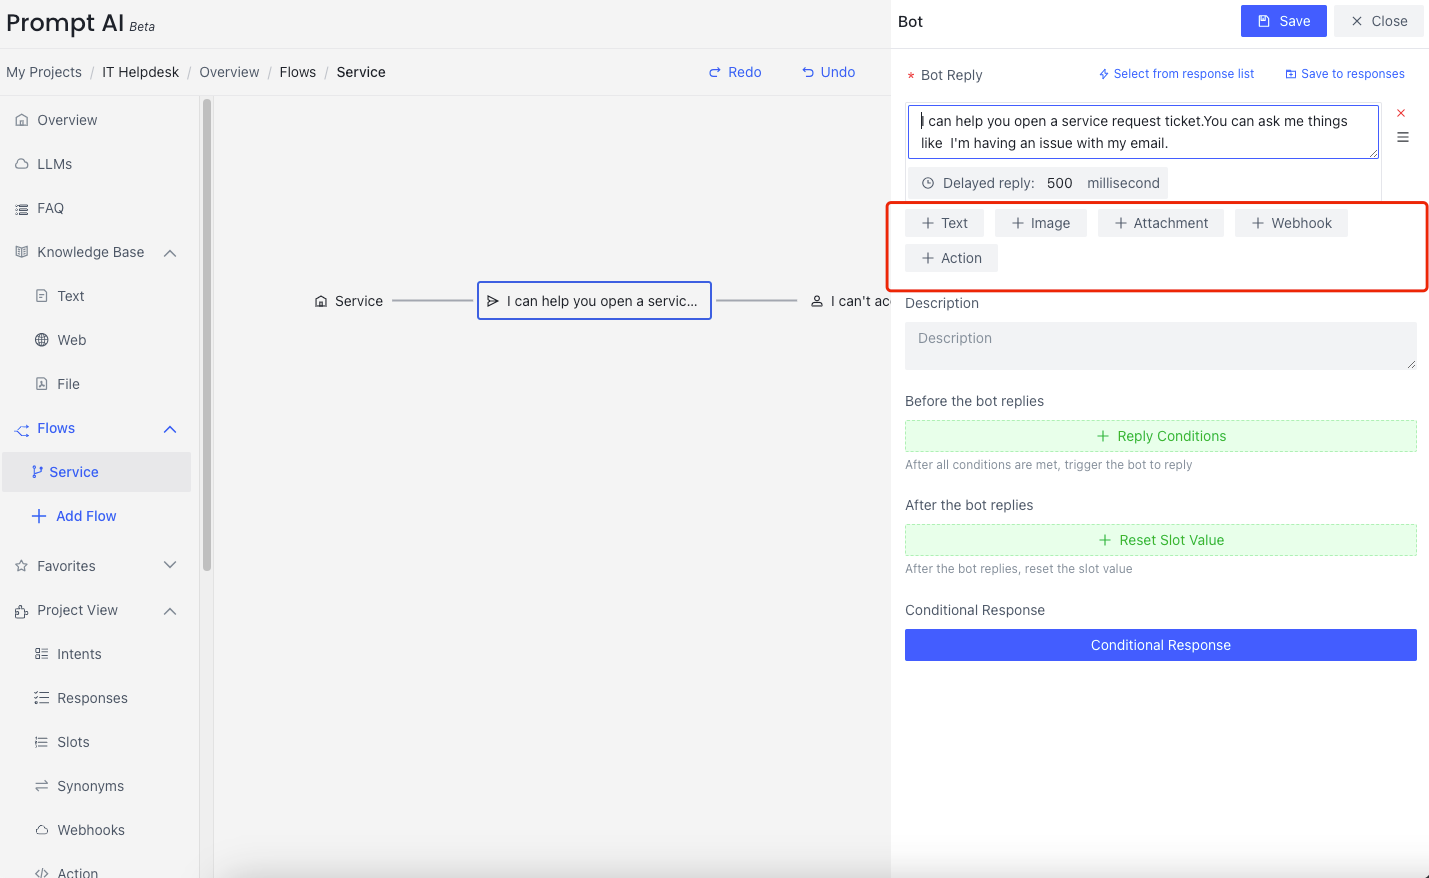 Prompt AI Beta
My Projects / IT Helpdesk / Overview / Flows / Service
Redo
Undo
Overview
LLMs
FAQ
Knowledge Base
Text
Web
File
Flows
Service
Add Flow
Favorites
Project View
Intents
Responses
Slots
Synonyms
Webhooks
Action
Service
I can help you open a servic...
I can't ac
Bot
Save
Close
* Bot Reply
Select from response list
Save to responses
I can help you open a service request ticket.You can ask me things
like  I'm having an issue with my email.
Delayed reply: 500 millisecond
+ Text
+ Image
+ Attachment
+ Webhook
+ Action
Description
Description
Before the bot replies
+ Reply Conditions
After all conditions are met, trigger the bot to reply
After the bot replies
+ Reset Slot Value
After the bot replies, reset the slot value
Conditional Response
Conditional Response